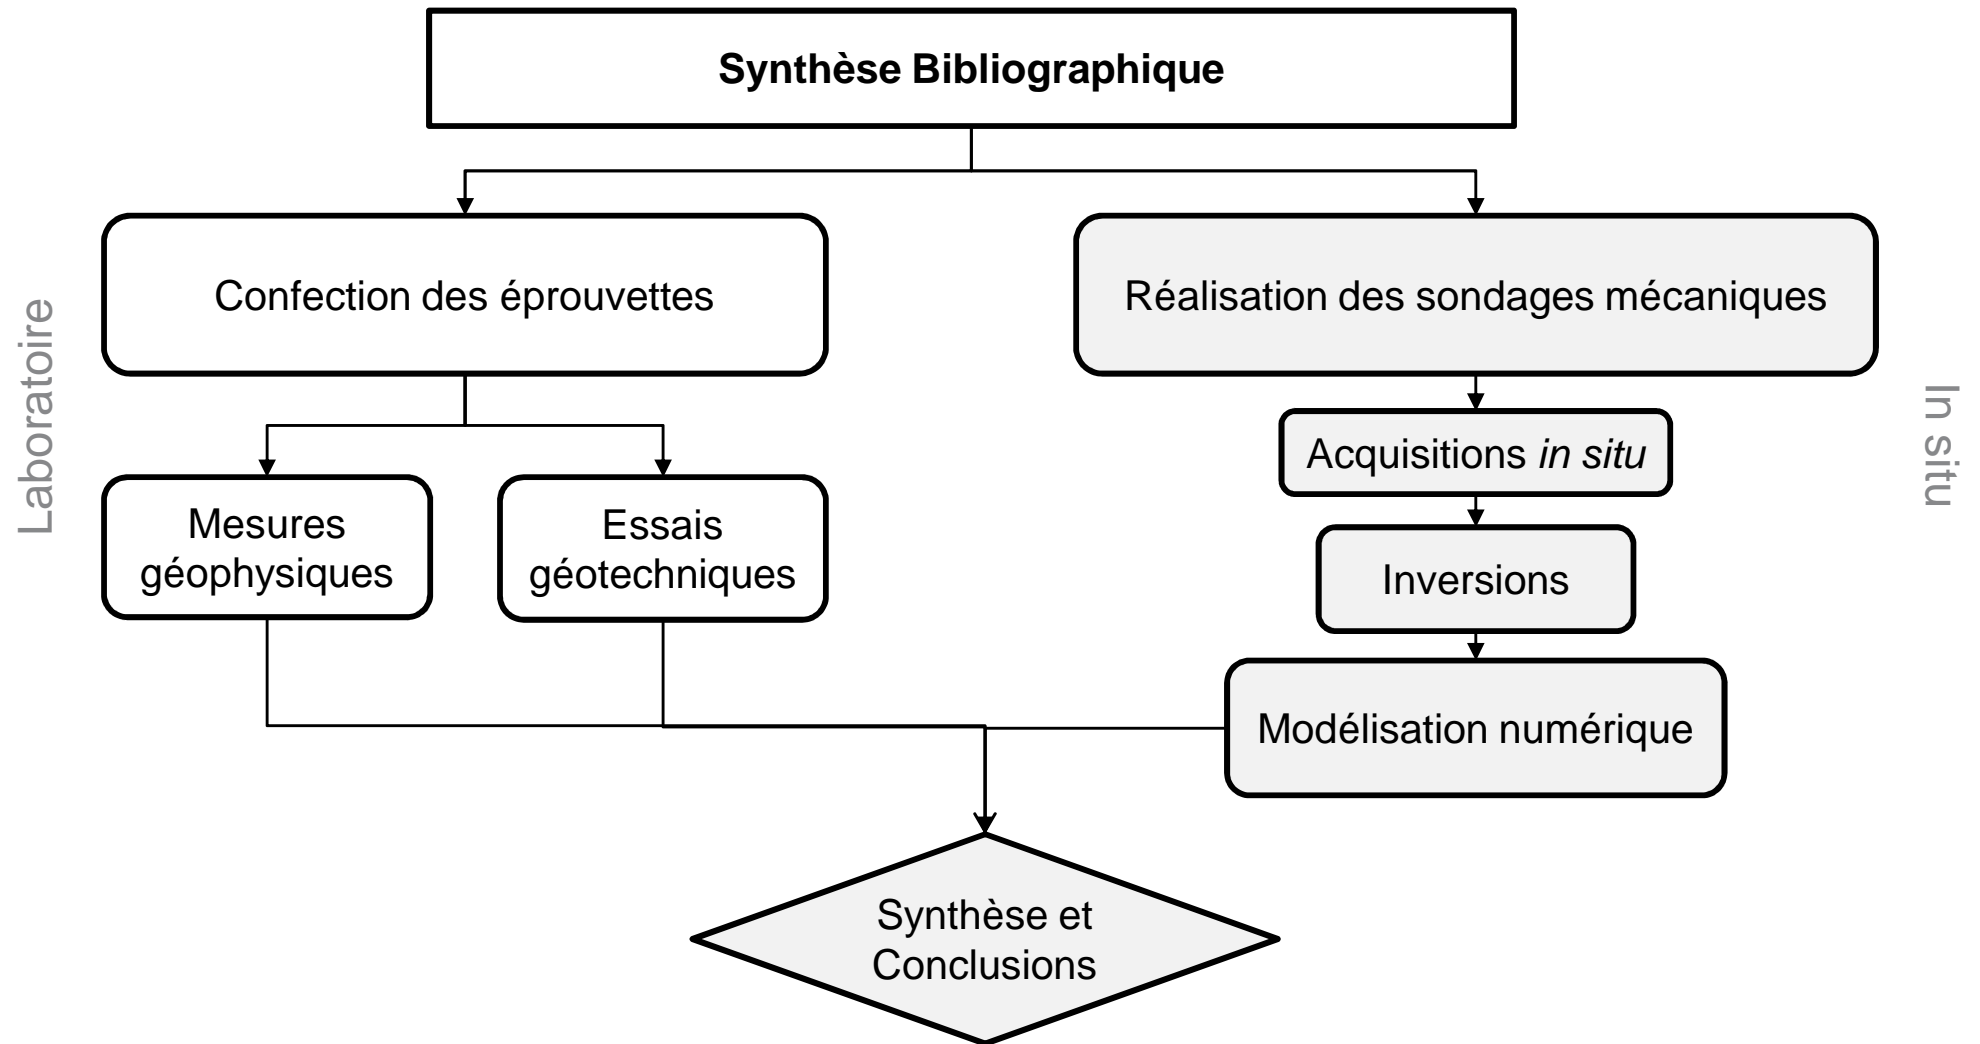 Synthèse Bibliographique
Confection des éprouvettes
Réalisation des sondages mécaniques
Laboratoire
In situ
Acquisitions in situ
Mesures
géophysiques
Essais
géotechniques
Inversions
Modélisation numérique
Synthèse et
Conclusions